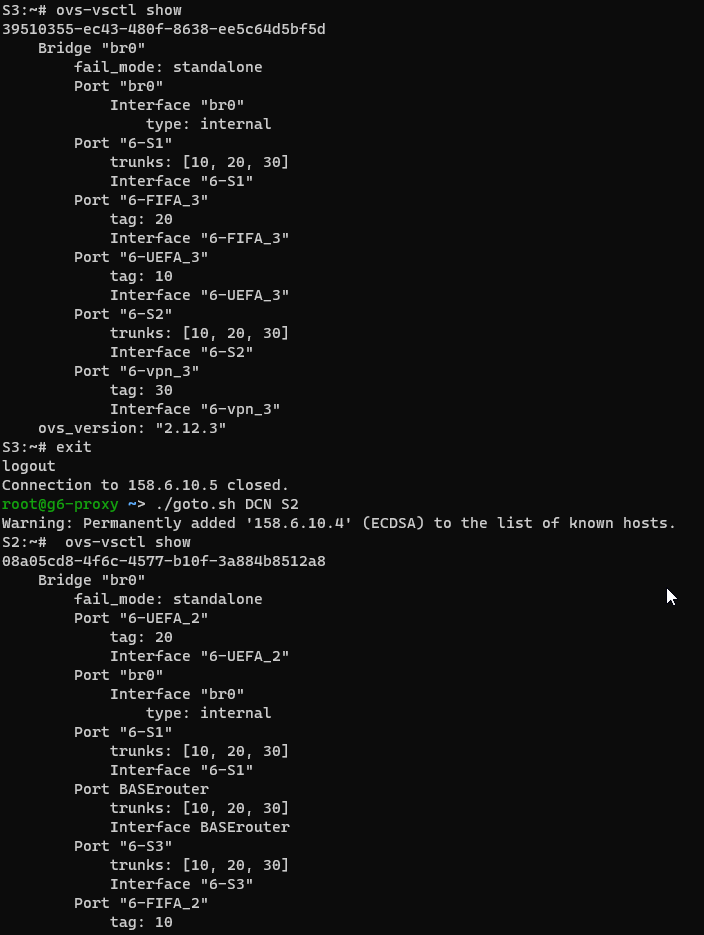 S3:~# ovs-vsctl show
39510355-ec43-480f-8638-ee5c64d5bf5d
    Bridge "br0"
        fail_mode: standalone
        Port "br0"
            Interface "br0"
                type: internal
        Port "6-S1"
            trunks: [10, 20, 30]
            Interface "6-S1"
        Port "6-FIFA_3"
            tag: 20
            Interface "6-FIFA_3"
        Port "6-UEFA_3"
            tag: 10
            Interface "6-UEFA_3"
        Port "6-S2"
            trunks: [10, 20, 30]
            Interface "6-S2"
        Port "6-vpn_3"
            tag: 30
            Interface "6-vpn_3"
    ovs_version: "2.12.3"
S3:~# exit
logout
Connection to 158.6.10.5 closed.
root@g6-proxy ~> ./goto.sh DCN S2
Warning: Permanently added '158.6.10.4' (ECDSA) to the list of known hosts.
S2:~#  ovs-vsctl show
08a05cd8-4f6c-4577-b10f-3a884b8512a8
    Bridge "br0"
        fail_mode: standalone
        Port "6-UEFA_2"
            tag: 20
            Interface "6-UEFA_2"
        Port "br0"
            Interface "br0"
                type: internal
        Port "6-S1"
            trunks: [10, 20, 30]
            Interface "6-S1"
        Port BASErouter
            trunks: [10, 20, 30]
            Interface BASErouter
        Port "6-S3"
            trunks: [10, 20, 30]
            Interface "6-S3"
        Port "6-FIFA_2"
            tag: 10